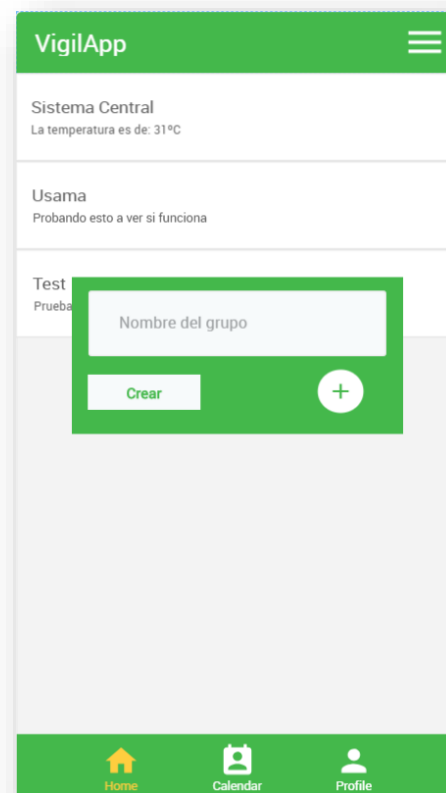 VigilApp
Sistema Central
La temperatura es de: 31ºC
Usama
Probando esto a ver si funciona
Test
Prueba
Nombre del grupo
Crear
Home
Calendar
Profile